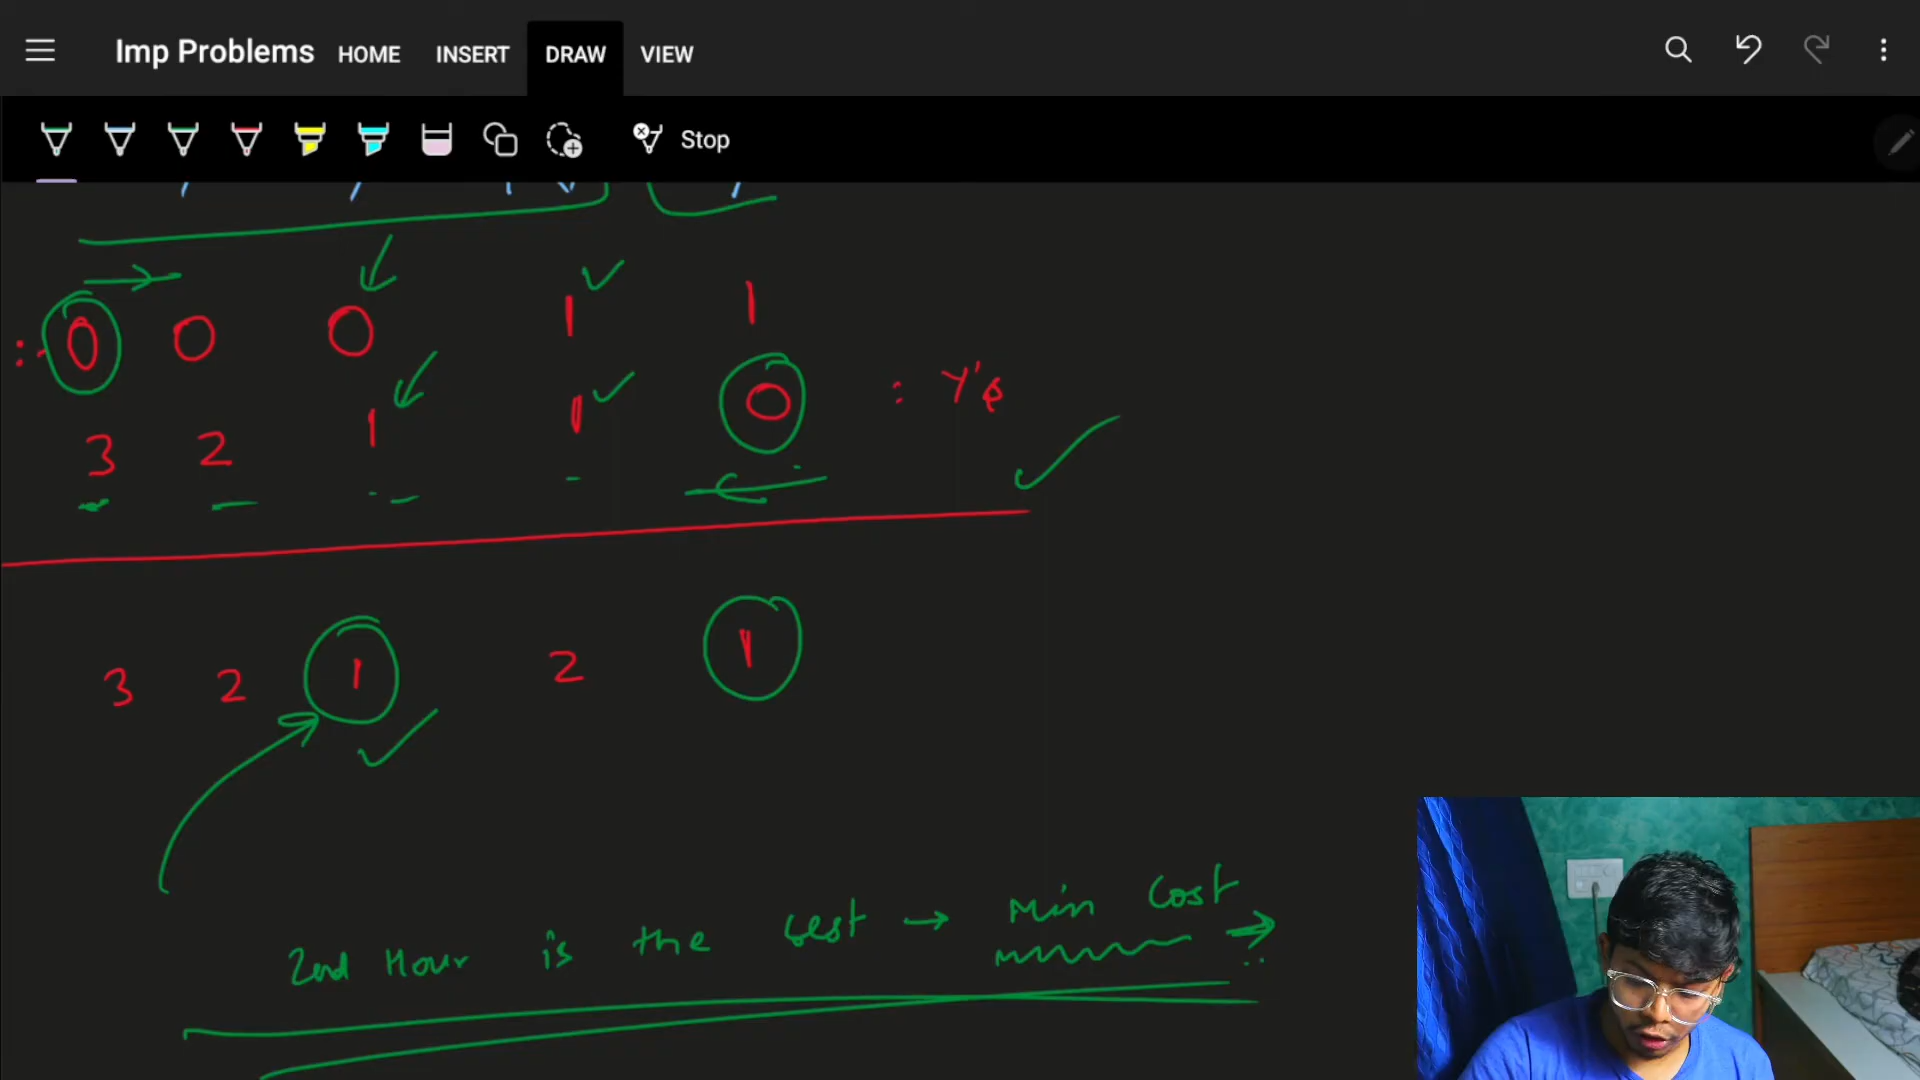 Imp Problems HOME INSERT DRAW VIEW
Stop
: 0 0 0 1 1
3 2 1 1 0 : Y's
3 2 1 2 1
2nd Hour is the best → Min Cost →